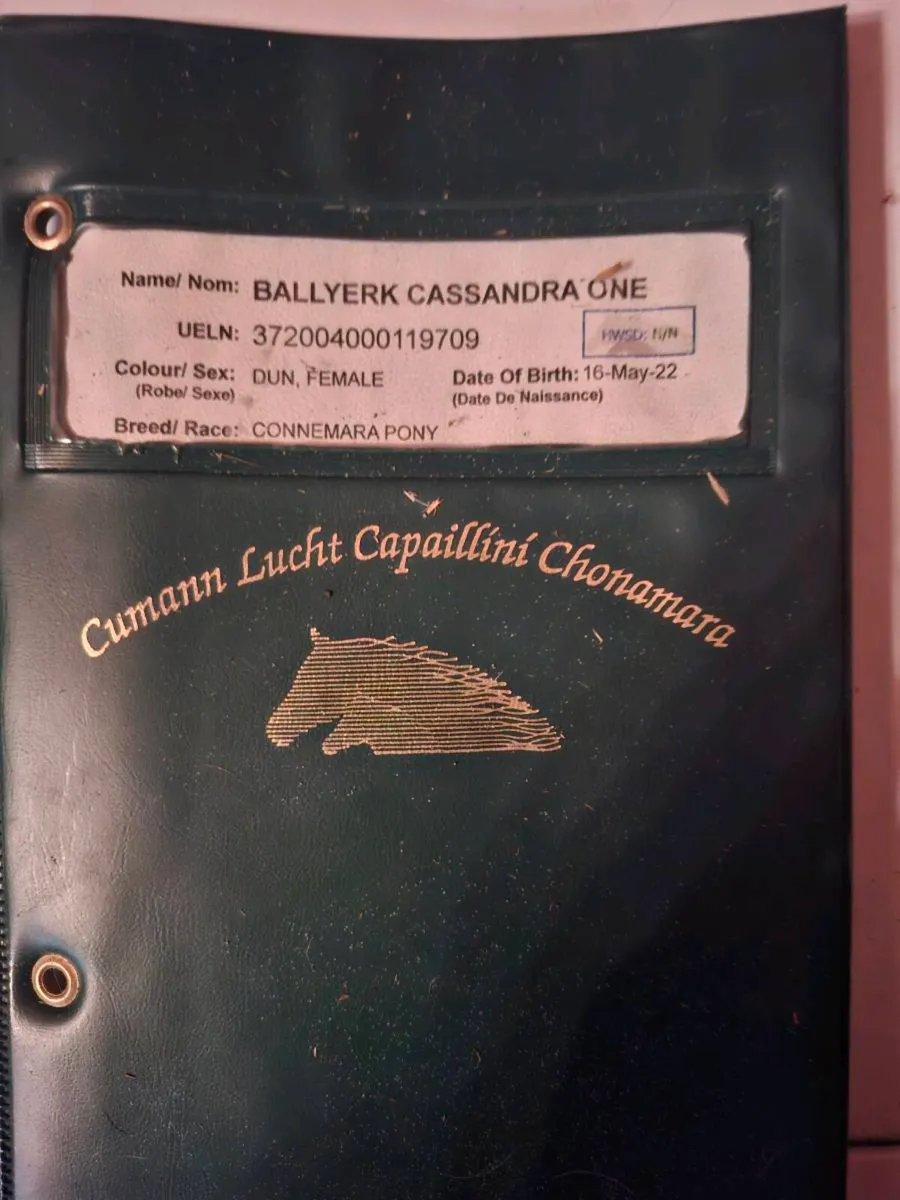 Name/ Nom: BALLYERK CASSANDRA ONE
UELN: 372004000119709
HWSD: N/N
Colour/ Sex: DUN, FEMALE Date Of Birth: 16-May-22
(Robe/ Sexe) (Date De Naissance)
Breed/ Race: CONNEMARA PONY
Cumann Lucht Capaillíní Chonamara